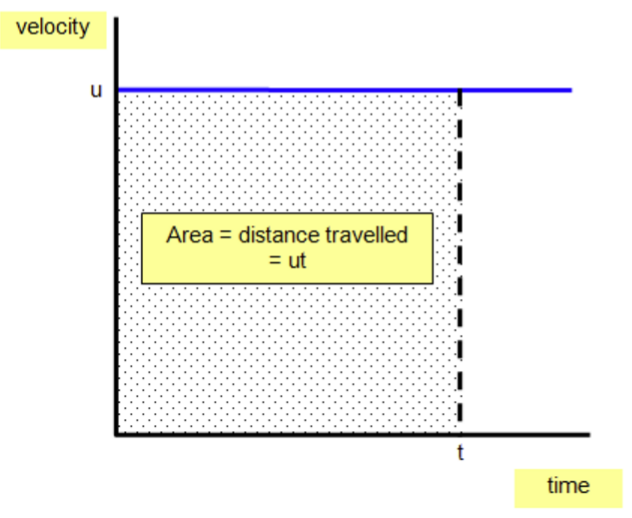 velocity
u
Area = distance travelled
= ut
t
time